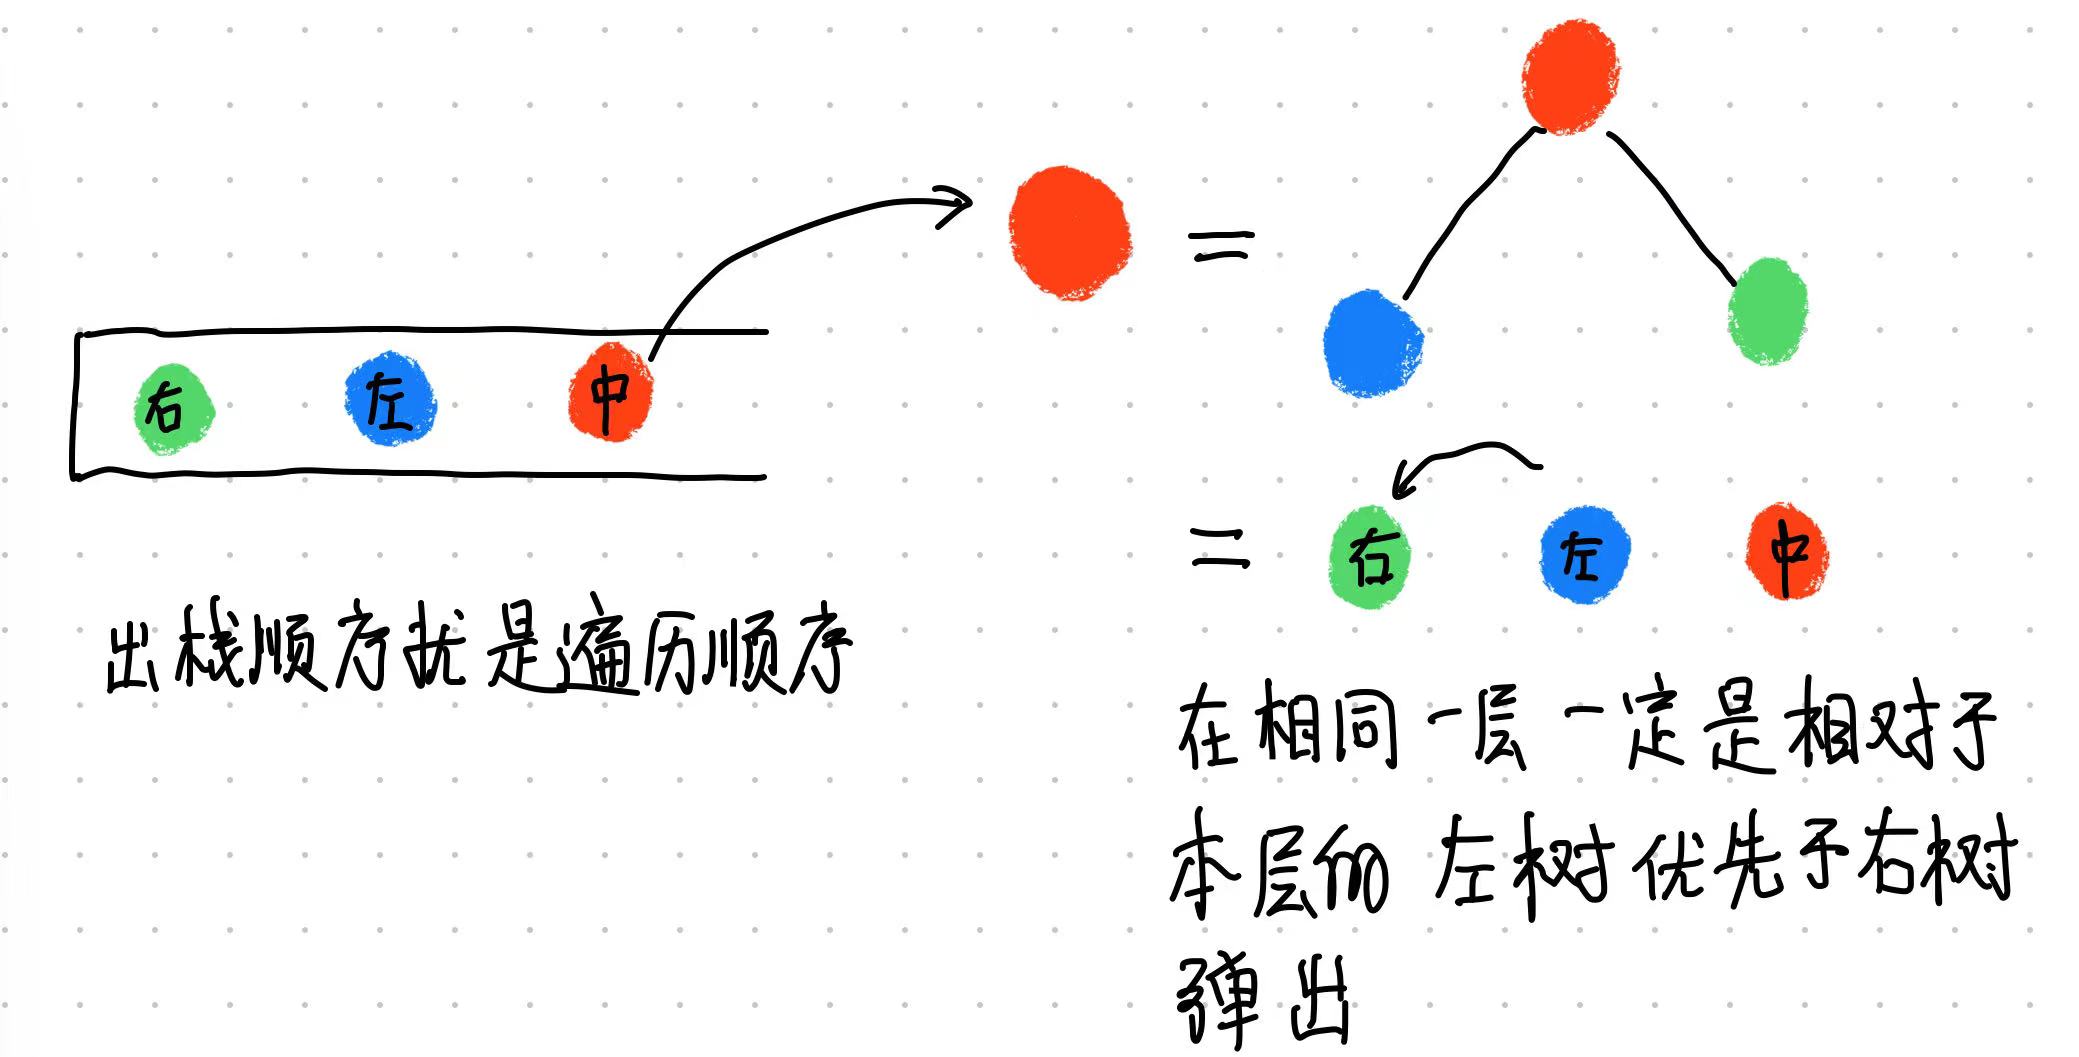 右 左 中
= 
= 右 左 中
出栈顺序就是遍历顺序
在相同一层一定是相对于
本层的 左树优先于右树
弹出